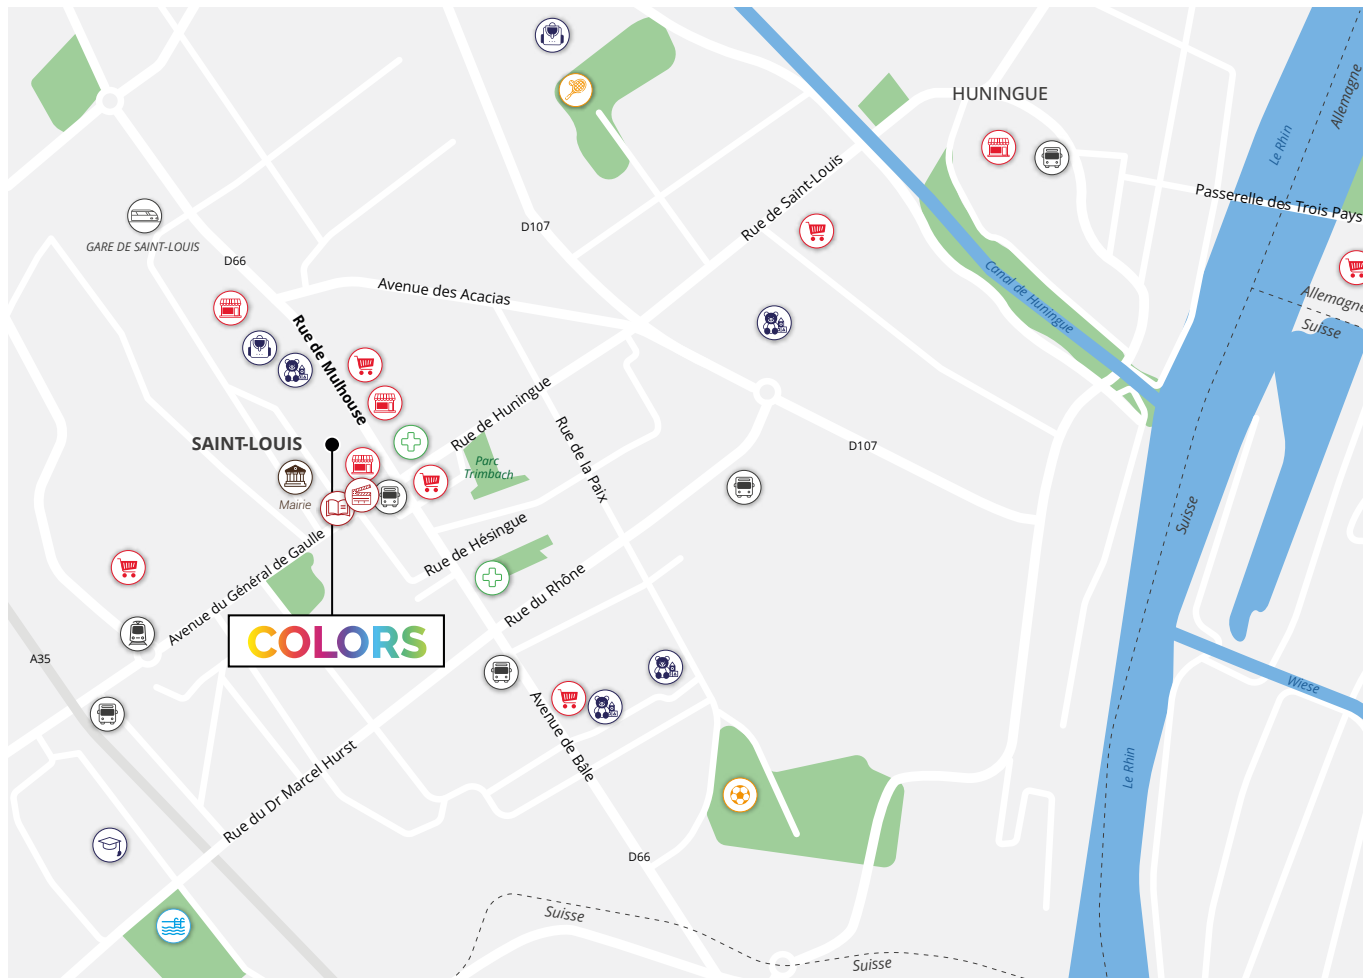 HUNINGUE
Allemagne
Le Rhin
Rue de Saint-Louis
Passerelle des Trois Pays
D107
GARE DE SAINT-LOUIS
D66
Avenue des Acacias
Canal de Huningue
Allemagne
Suisse
Rue de Mulhouse
Rue de Huningue
SAINT-LOUIS
D107
Parc
Trimbach
Rue de la Paix
Mairie
Suisse
Avenue du Général de Gaulle
Rue de Hésingue
Rue du Rhône
COLORS
A35
Wiese
Avenue de Bâle
Le Rhin
Rue du Dr Marcel Hurst
D66
Suisse
Suisse